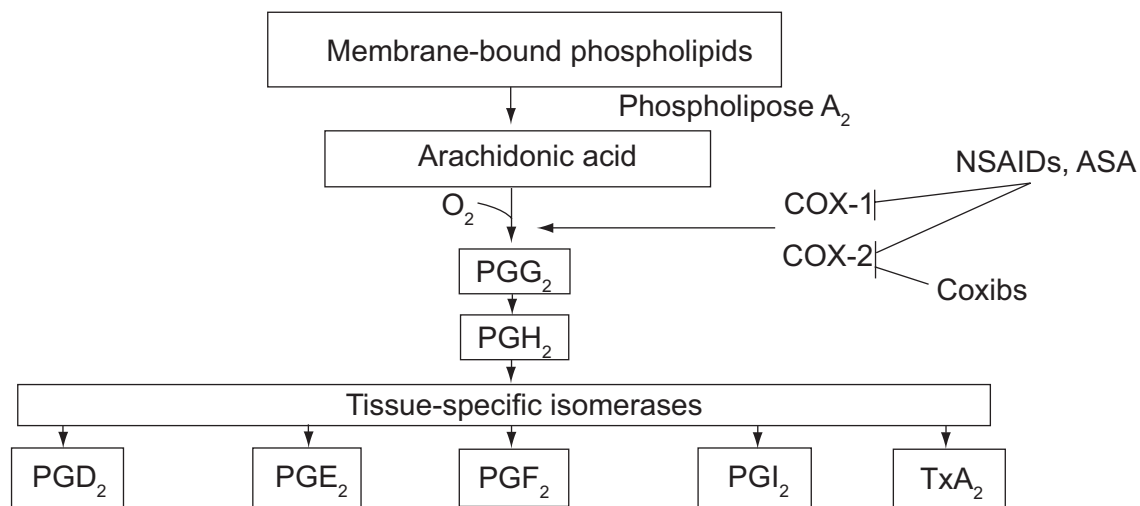 Membrane-bound phospholipids
Phospholipose A₂
Arachidonic acid
NSAIDs, ASA
O₂
COX-1
COX-2
PGG₂
Coxibs
PGH₂
Tissue-specific isomerases
PGD₂
PGE₂
PGF₂
PGI₂
TxA₂